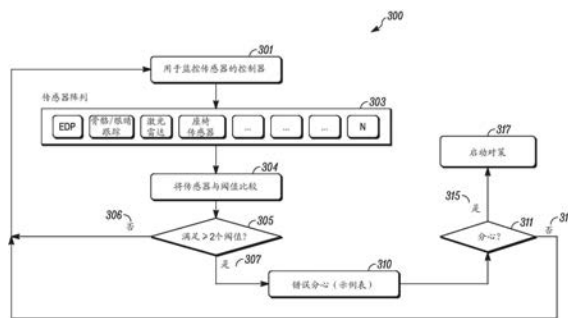 300
301
用于监控传感器的控制器
传感器阵列
303
EDP
骨骼/眼睛
跟踪
激光
雷达
座椅
传感器
...
...
...
N
304
将传感器与阀值比较
306
否
305
满足≥2个阀值?
是
307
310
错误分心(示例表)
317
启动对策
315
是
311
分心?
否
31